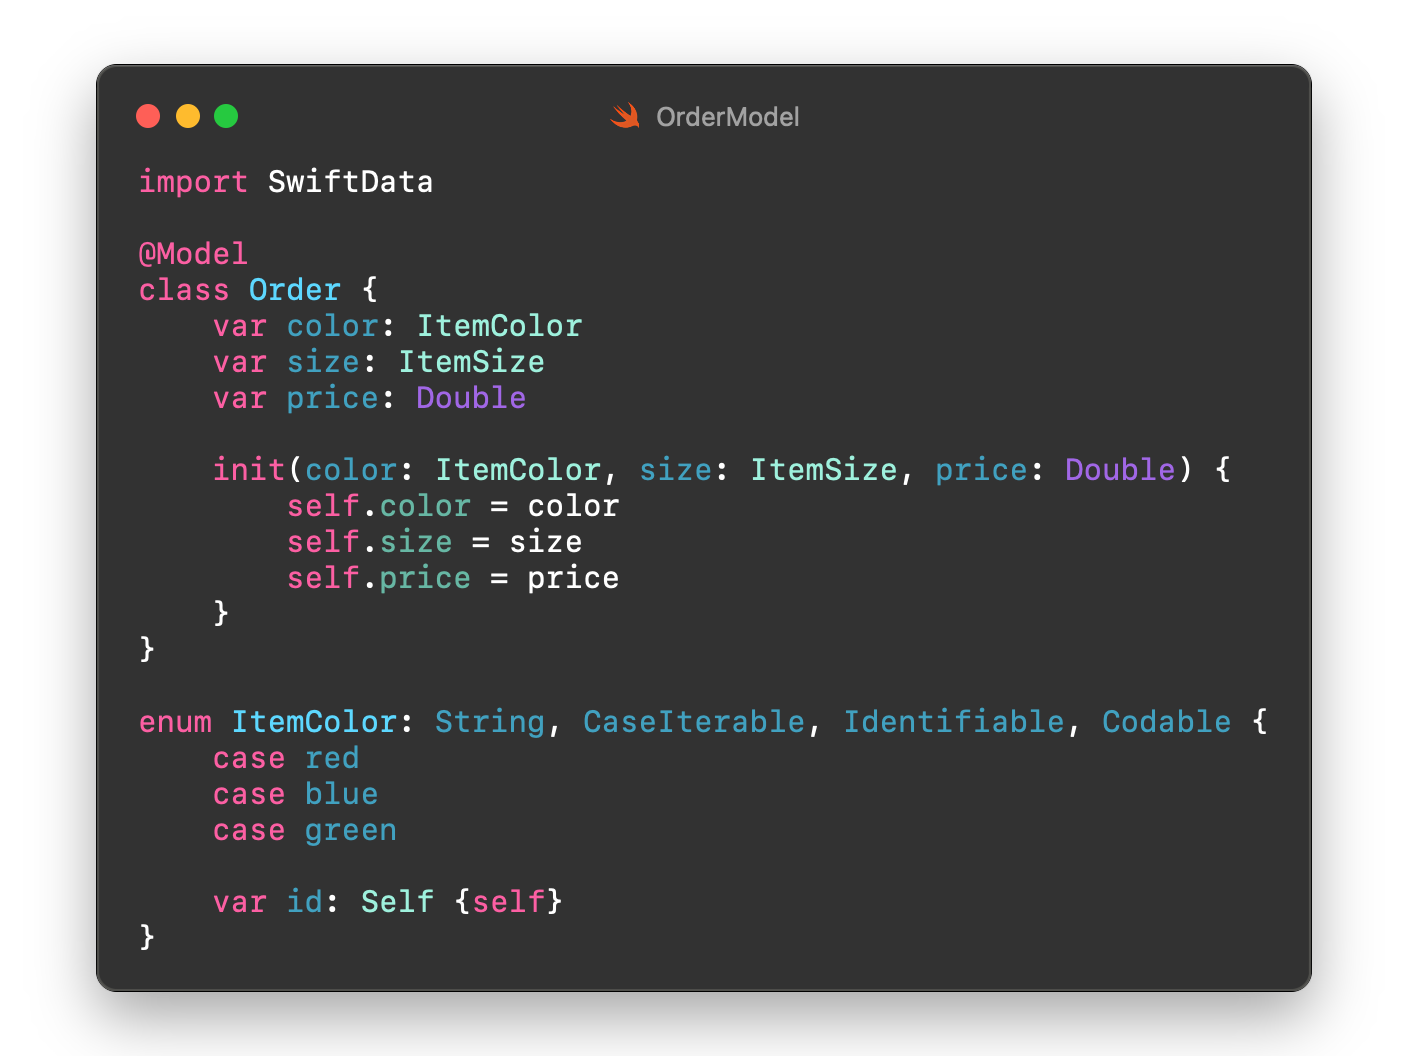 OrderModel
import SwiftData
@Model
class Order {
    var color: ItemColor
    var size: ItemSize
    var price: Double
    init(color: ItemColor, size: ItemSize, price: Double) {
        self.color = color
        self.size = size
        self.price = price
    }
}
enum ItemColor: String, CaseIterable, Identifiable, Codable {
    case red
    case blue
    case green
    var id: Self {self}
}